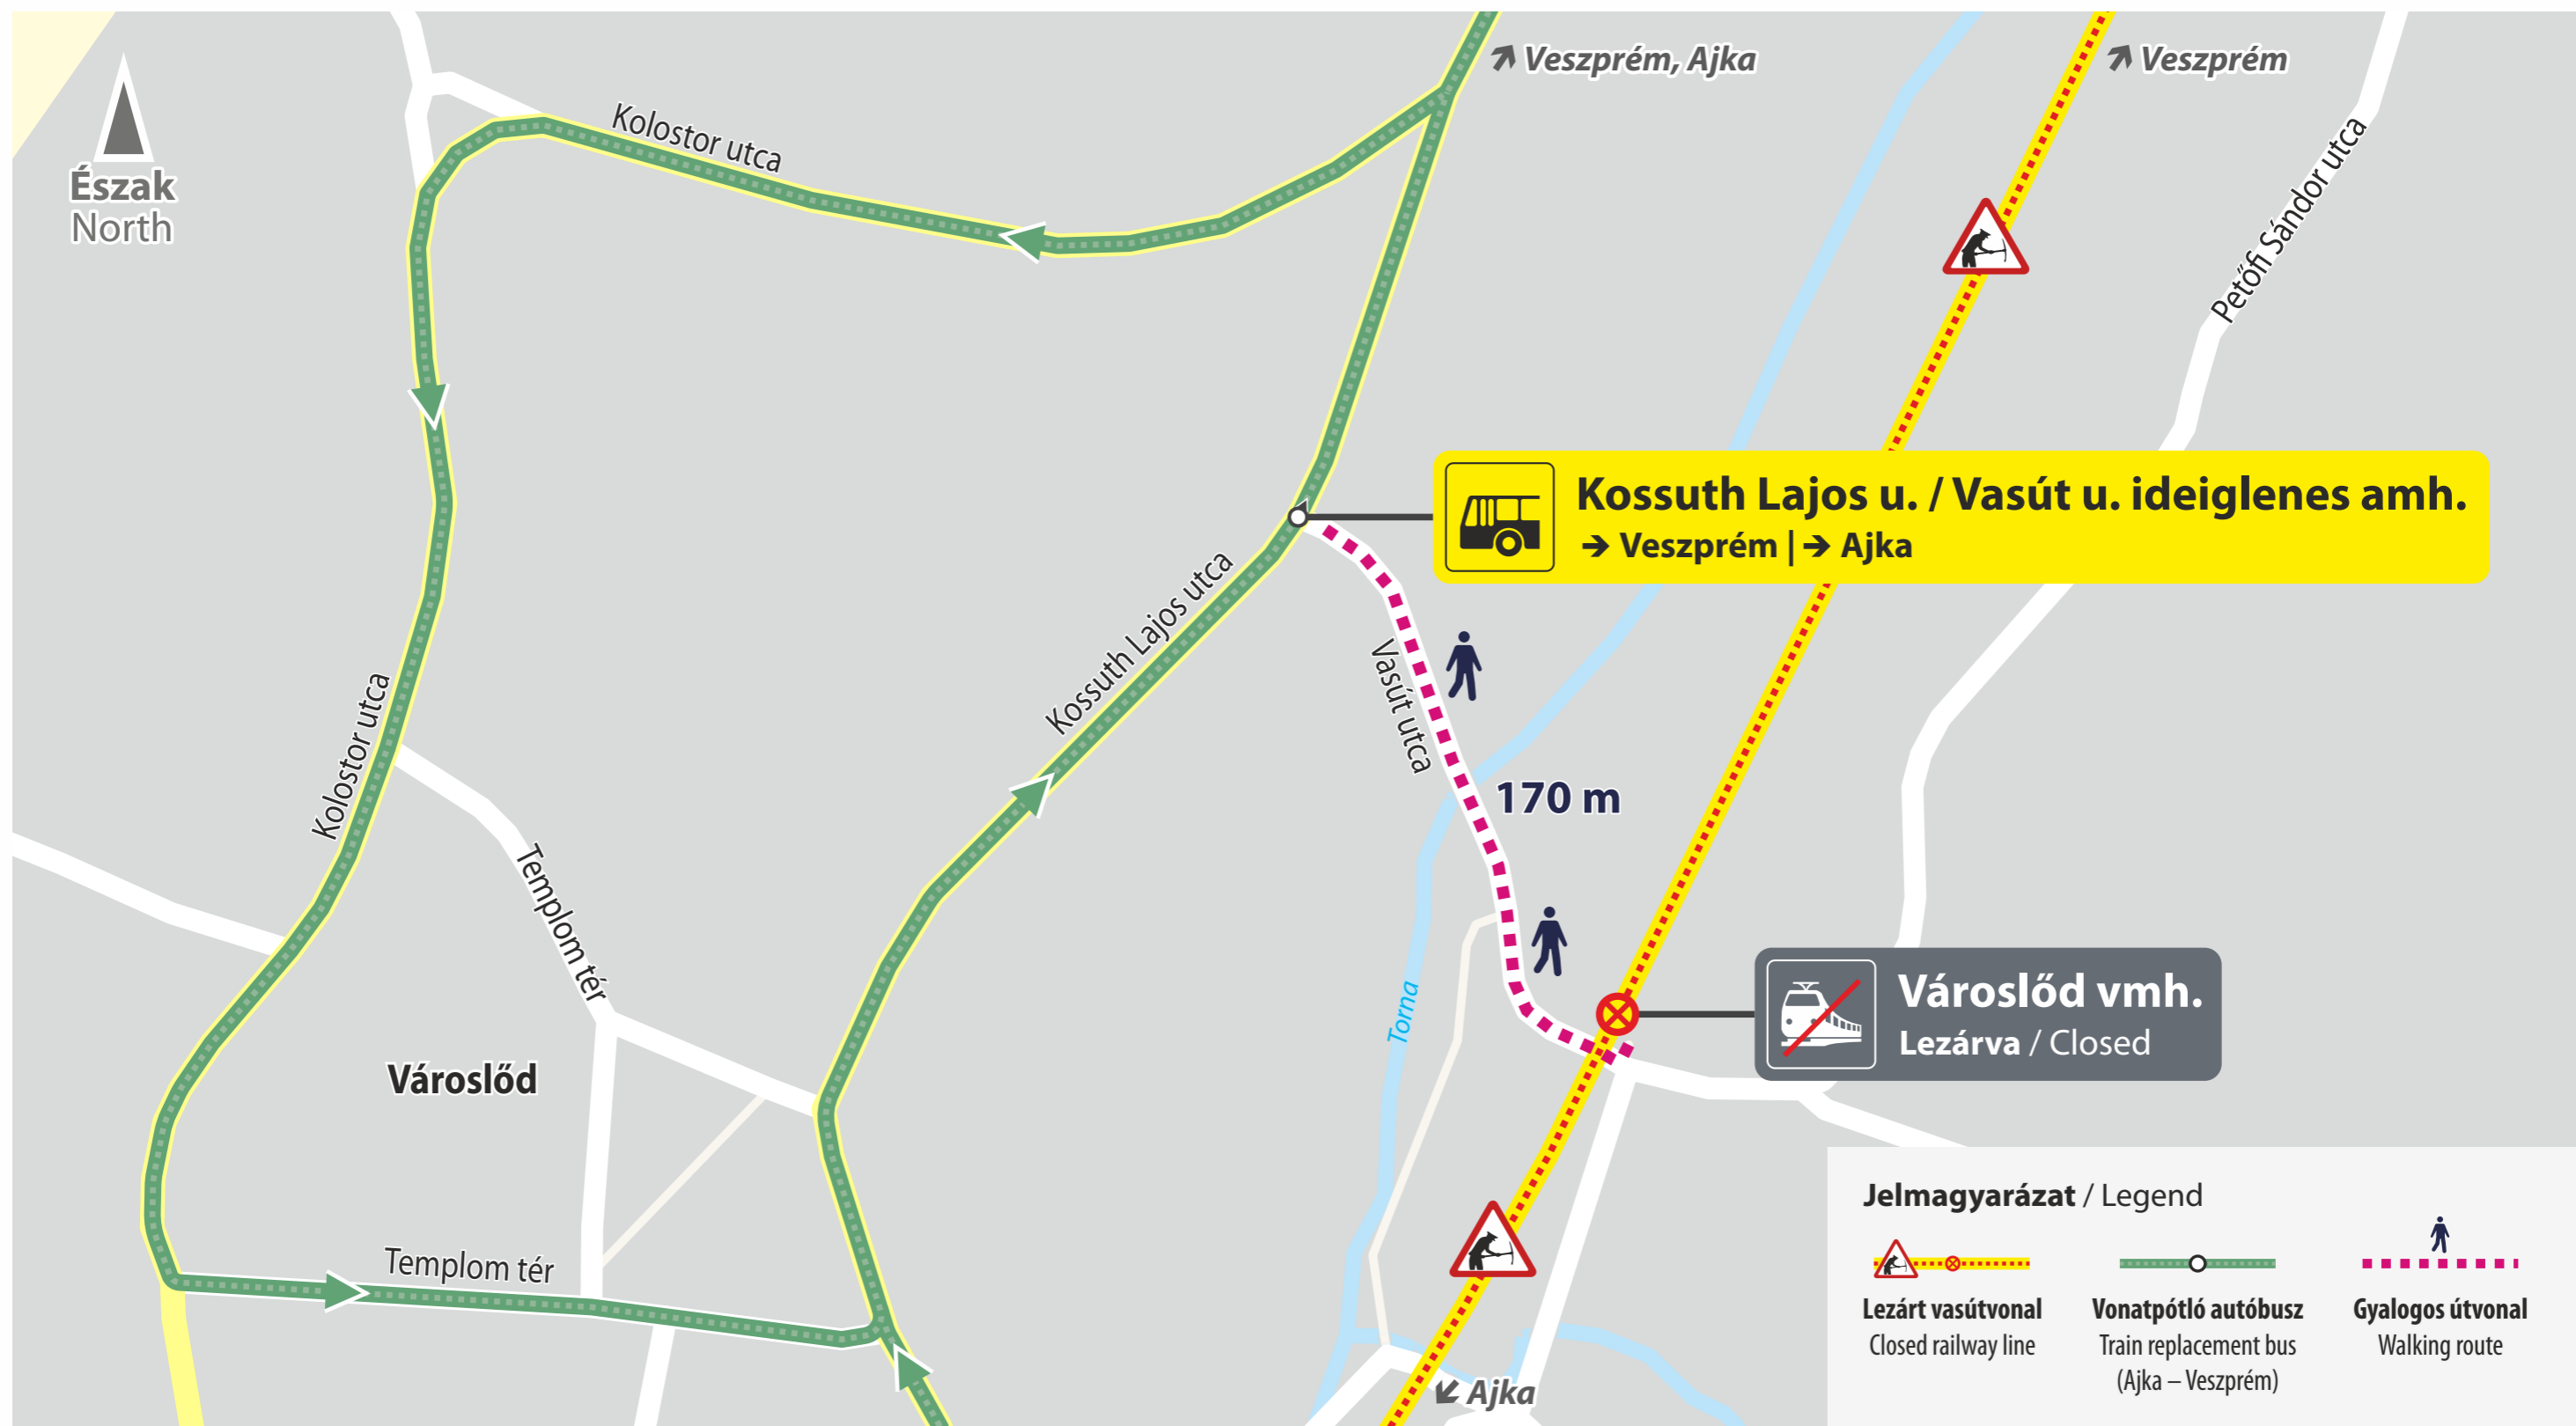 Veszprém, Ajka
Veszprém
Észak
North
Kolostor utca
Petőfi Sándor utca
Kossuth Lajos u. / Vasút u. ideiglenes amh.
→ Veszprém | → Ajka
Kossuth Lajos utca
Vasút utca
Kolostor utca
170 m
Templom tér
Torna
Városlőd vmh.
Lezárva / Closed
Városlőd
Templom tér
Ajka
Jelmagyarázat / Legend
Lezárt vasútvonal
Closed railway line
Vonatpótló autóbusz
Train replacement bus
(Ajka – Veszprém)
Gyalogos útvonal
Walking route